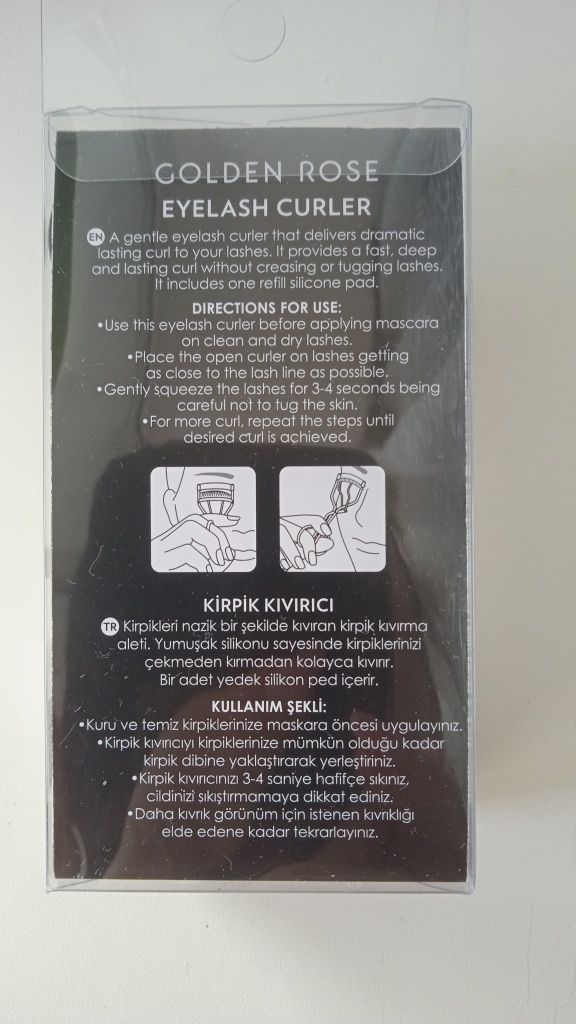 GOLDEN ROSE
EYELASH CURLER
EN A gentle eyelash curler that delivers dramatic
lasting curl to your lashes. It provides a fast, deep
and lasting curl without creasing or tugging lashes.
It includes one refill silicone pad.
DIRECTIONS FOR USE:
•Use this eyelash curler before applying mascara
on clean and dry lashes.
•Place the open curler on lashes getting
as close to the lash line as possible.
•Gently squeeze the lashes for 3-4 seconds being
careful not to tug the skin.
•For more curl, repeat the steps until
desired curl is achieved.
KİRPİK KIVIRICI
TR Kirpikleri nazik bir şekilde kıvıran kirpik kıvırma
aleti. Yumuşak silikonu sayesinde kirpiklerinizi
çekmeden kırmadan kolayca kıvırır.
Bir adet yedek silikon ped içerir.
KULLANIM ŞEKLİ:
•Kuru ve temiz kirpiklerinize maskara öncesi uygulayınız.
•Kirpik kıvırıcıyı kirpiklerinize mümkün olduğu kadar
kirpik dibine yaklaştırarak yerleştiriniz.
•Kirpik kıvırıcınızı 3-4 saniye hafifçe sıkınız,
cildinizi sıkıştırmamaya dikkat ediniz.
•Daha kıvrık görünüm için istenen kıvrıklığı
elde edene kadar tekrarlayınız.